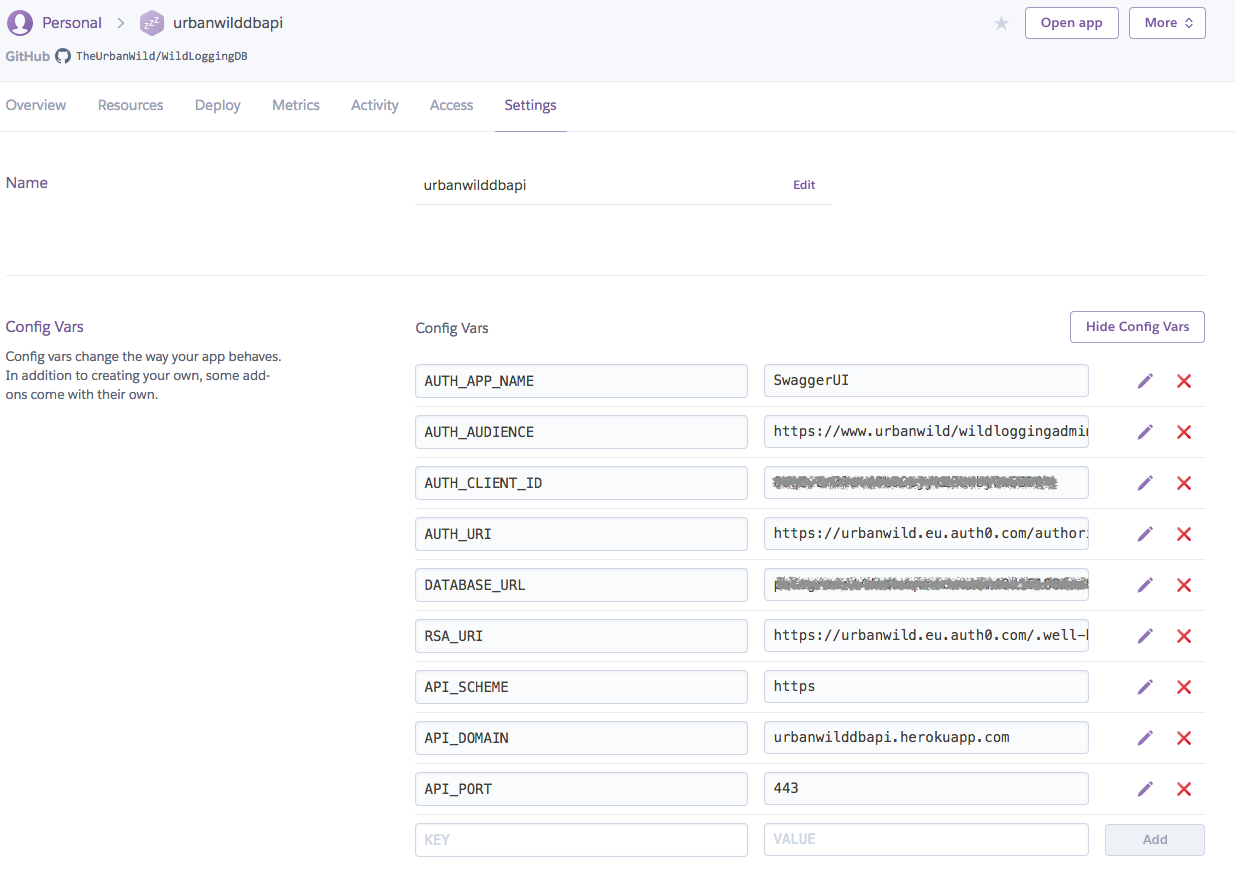 Personal > zzz urbanwilddbapi
Open app
More
GitHub TheUrbanWild/WildLoggingDB
Overview Resources Deploy Metrics Activity Access Settings
Name
urbanwilddbapi
Edit
Config Vars
Config vars change the way your app behaves.
In addition to creating your own, some add-
ons come with their own.
Config Vars
Hide Config Vars
AUTH_APP_NAME SwaggerUI
AUTH_AUDIENCE https://www.urbanwild/wildloggingadmin
AUTH_CLIENT_ID
AUTH_URI https://urbanwild.eu.auth0.com/author
DATABASE_URL
RSA_URI https://urbanwild.eu.auth0.com/.well-
API_SCHEME https
API_DOMAIN urbanwilddbapi.herokuapp.com
API_PORT 443
KEY VALUE Add